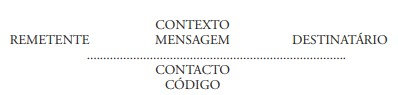 CONTEXTO
REMETENTE MENSAGEM DESTINATÁRIO
CONTACTO
CÓDIGO